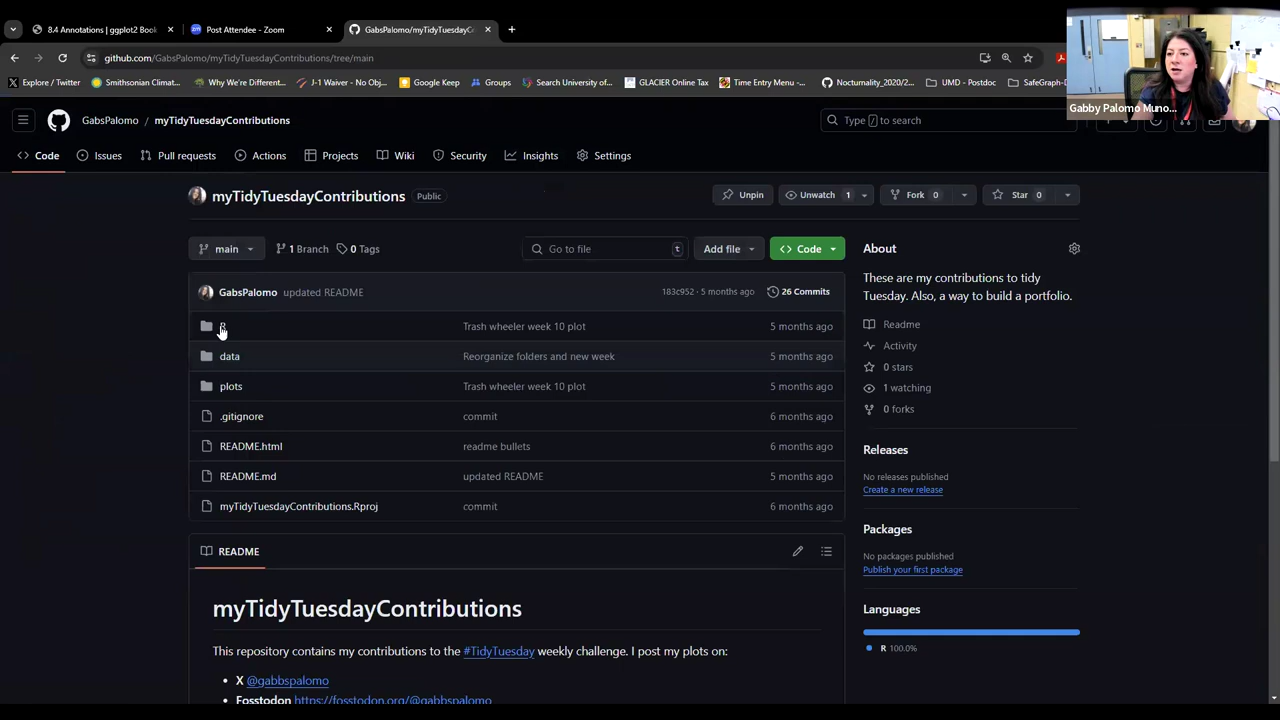 8.4 Annotations | ggplot2 Book
Post Attendee - Zoom
GabsPalomo/myTidyTuesdayCo
github.com/GabsPalomo/myTidyTuesdayContributions/tree/main
Explore / Twitter
Smithsonian Climat...
Why We're Different...
J-1 Waiver - No Obj...
Google Keep
Groups
University of...
GLACIER Online Tax
Time Entry Menu -...
Nocturnality_2020/2...
UMD - Postdoc
SafeGraph-D
Gabby Palomo Muno...
GabsPalomo / myTidyTuesdayContributions
Type / to search
Code
Issues
Pull requests
Actions
Projects
Wiki
Security
Insights
Settings
myTidyTuesdayContributions Public
Unpin
Unwatch 1
Fork 0
Star 0
main
1 Branch
0 Tags
Go to file t
Add file
Code
GabsPalomo updated README 183c952 · 5 months ago 26 Commits
R Trash wheeler week 10 plot 5 months ago
data Reorganize folders and new week 5 months ago
plots Trash wheeler week 10 plot 5 months ago
.gitignore commit 6 months ago
README.html readme bullets 6 months ago
README.md updated README 5 months ago
myTidyTuesdayContributions.Rproj commit 6 months ago
README
myTidyTuesdayContributions
This repository contains my contributions to the #TidyTuesday weekly challenge. I post my plots on:
• X @gabbspalomo
• Fosstodon https://fosstodon.org/@gabbspalomo
About
These are my contributions to tidy
Tuesday. Also, a way to build a portfolio.
Readme
Activity
0 stars
1 watching
0 forks
Releases
No releases published
Create a new release
Packages
No packages published
Publish your first package
Languages
R 100.0%